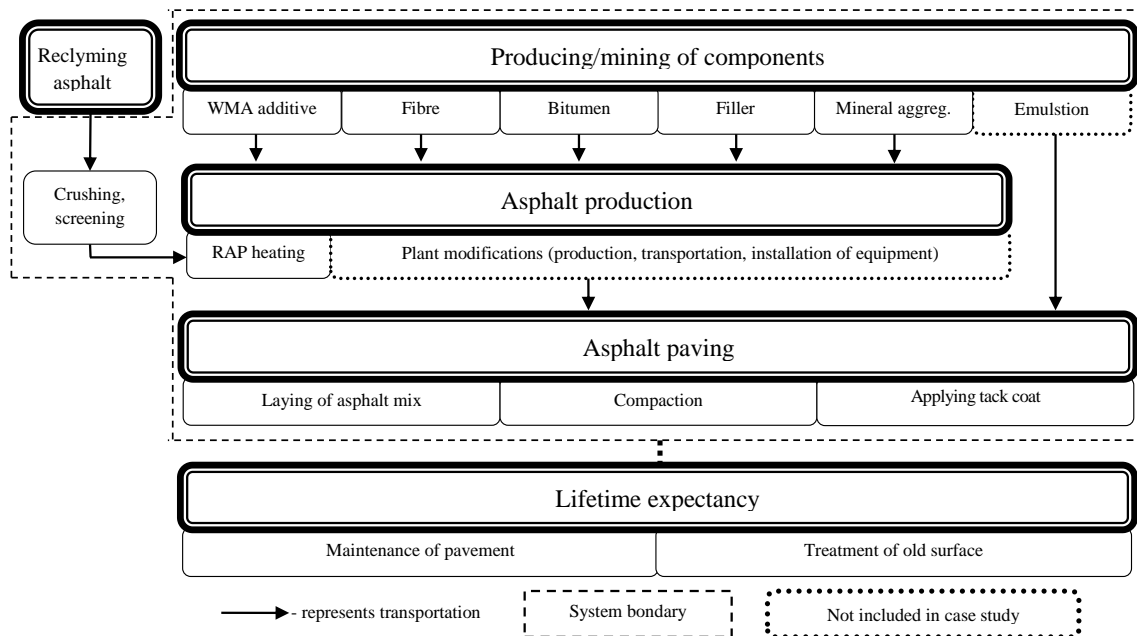 Reclyming
asphalt
Producing/mining of components
WMA additive
Fibre
Bitumen
Filler
Mineral aggreg.
Emulstion
Crushing,
screening
Asphalt production
RAP heating
Plant modifications (production, transportation, installation of equipment)
Asphalt paving
Laying of asphalt mix
Compaction
Applying tack coat
Lifetime expectancy
Maintenance of pavement
Treatment of old surface
- represents transportation
System bondary
Not included in case study